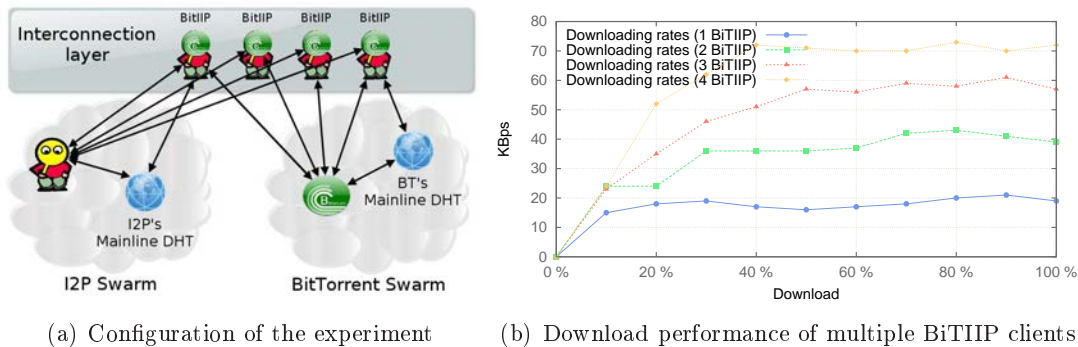 BitIIP BitIIP BitIIP BitIIP
Interconnection
layer
I2P's
Mainline DHT
BT's
Mainline DHT
I2P Swarm
BitTorrent Swarm
(a) Configuration of the experiment
KBps
80
70
60
50
40
30
20
10
0
Downloading rates (1 BiTIIP)
Downloading rates (2 BiTIIP)
Downloading rates (3 BiTIIP)
Downloading rates (4 BiTIIP)
0 % 20 % 40 % 60 % 80 % 100 %
Download
(b) Download performance of multiple BiTIIP clients